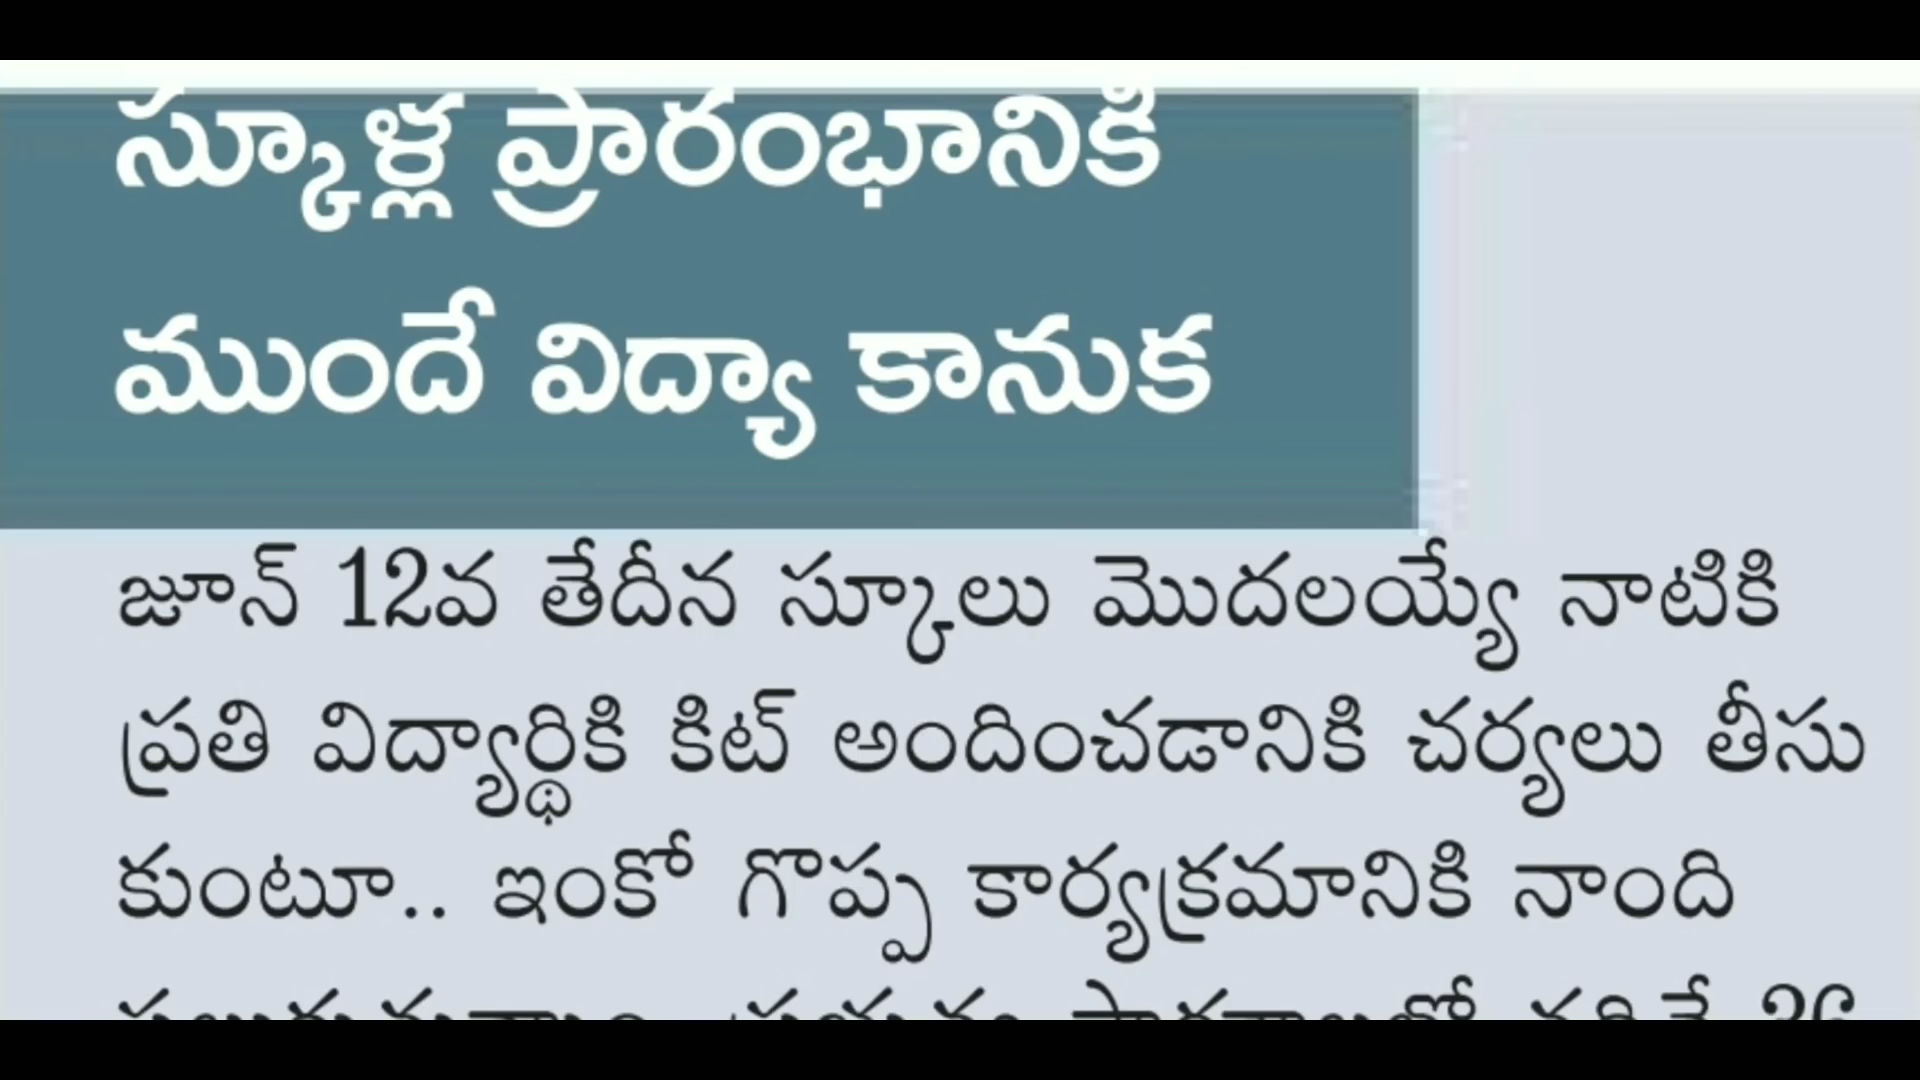 స్కూళ్ల ప్రారంభానికి
ముందే విద్యా కానుక
జూన్ 12వ తేదీన స్కూలు మొదలయ్యే నాటికి
ప్రతి విద్యార్థికి కిట్ అందించడానికి చర్యలు తీసు
కుంటూ.. ఇంకో గొప్ప కార్యక్రమానికి నాంది